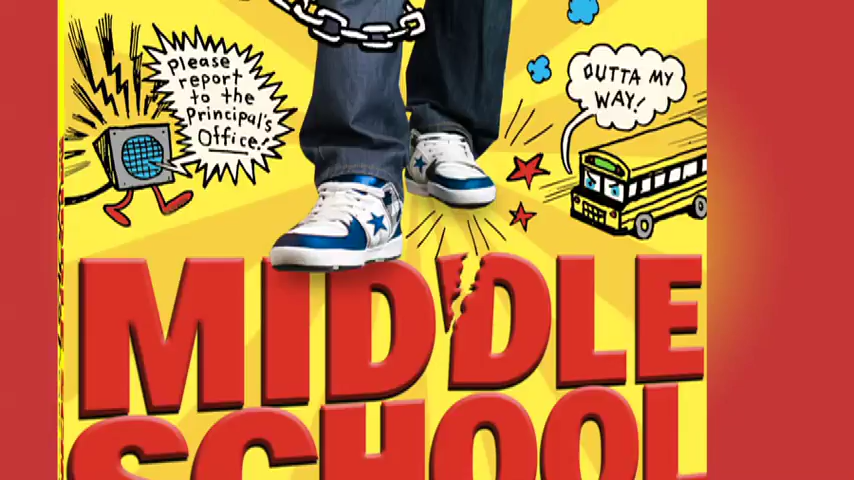 Please
report
to the
Principal's
Office!
OUTTA MY
WAY!
MIDDLE
SCHOOL